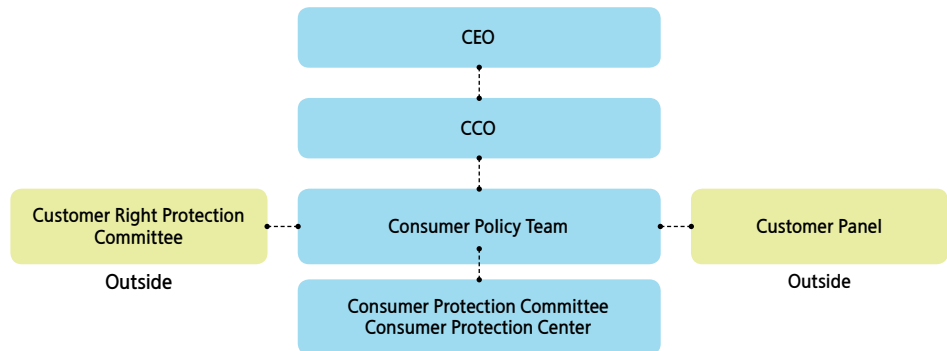 CEO
CCO
Customer Right Protection
Committee
Outside
Consumer Policy Team
Customer Panel
Outside
Consumer Protection Committee
Consumer Protection Center